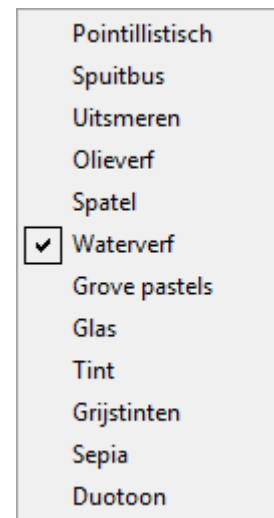 Pointillistisch
Spuitbus
Uitsmeren
Olieverf
Spatel
Waterverf
Grove pastels
Glas
Tint
Grijstinten
Sepia
Duotoon